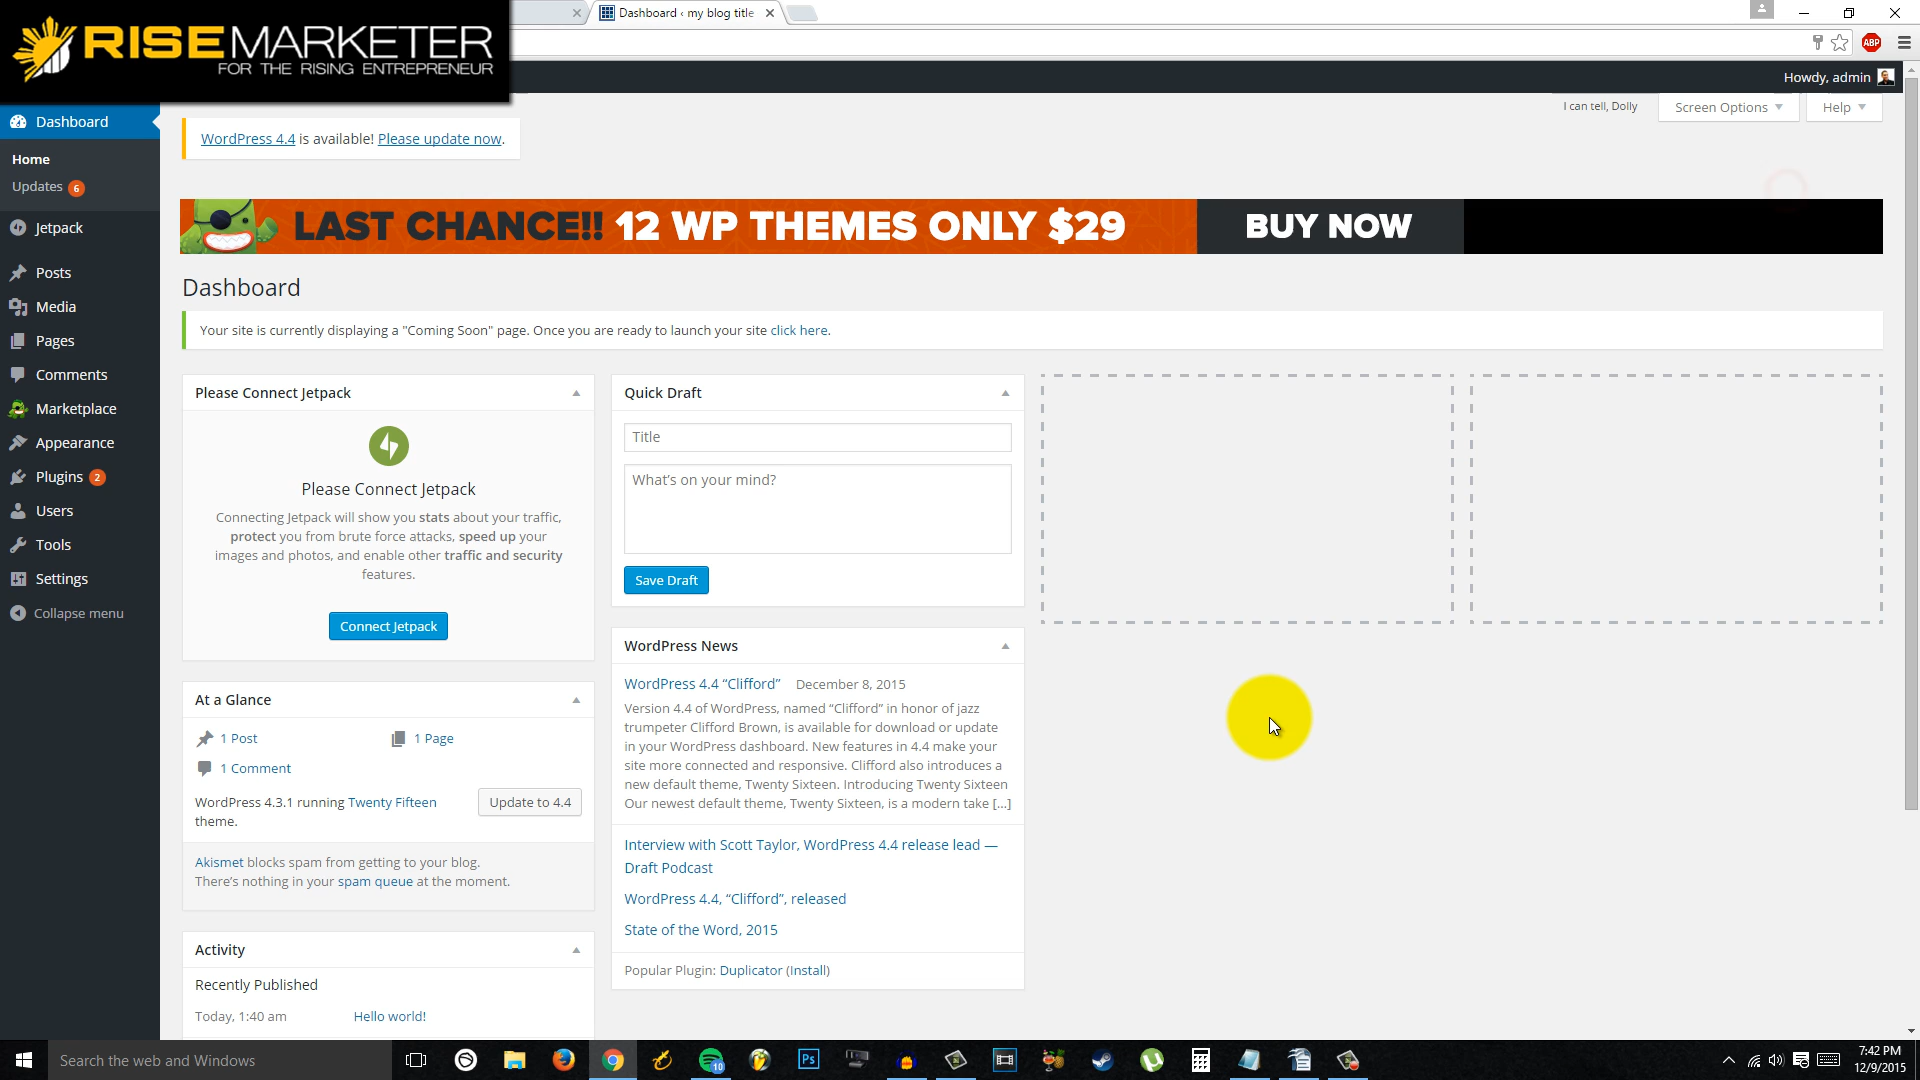 RISEMARKETER
FOR THE RISING ENTREPRENEUR
Dashboard ‹ my blog title
ABP
Howdy, admin
I can tell, Dolly
Screen Options
Help
Dashboard
Home
Updates 6
Jetpack
Posts
Media
Pages
Comments
Marketplace
Appearance
Plugins 2
Users
Tools
Settings
Collapse menu
WordPress 4.4 is available! Please update now.
LAST CHANCE!! 12 WP THEMES ONLY $29
BUY NOW
Dashboard
Your site is currently displaying a "Coming Soon" page. Once you are ready to launch your site click here.
Please Connect Jetpack
Please Connect Jetpack
Connecting Jetpack will show you stats about your traffic,
protect you from brute force attacks, speed up your
images and photos, and enable other traffic and security
features.
Connect Jetpack
At a Glance
1 Post
1 Page
1 Comment
WordPress 4.3.1 running Twenty Fifteen
theme.
Update to 4.4
Akismet blocks spam from getting to your blog.
There’s nothing in your spam queue at the moment.
Activity
Recently Published
Today, 1:40 am
Hello world!
Quick Draft
Title
What’s on your mind?
Save Draft
WordPress News
WordPress 4.4 “Clifford”
December 8, 2015
Version 4.4 of WordPress, named “Clifford” in honor of jazz
trumpeter Clifford Brown, is available for download or update
in your WordPress dashboard. New features in 4.4 make your
site more connected and responsive. Clifford also introduces a
new default theme, Twenty Sixteen. Introducing Twenty Sixteen
Our newest default theme, Twenty Sixteen, is a modern take […]
Interview with Scott Taylor, WordPress 4.4 release lead —
Draft Podcast
WordPress 4.4, “Clifford”, released
State of the Word, 2015
Popular Plugin: Duplicator (Install)
Search the web and Windows
10
Ps
7:42 PM
12/9/2015